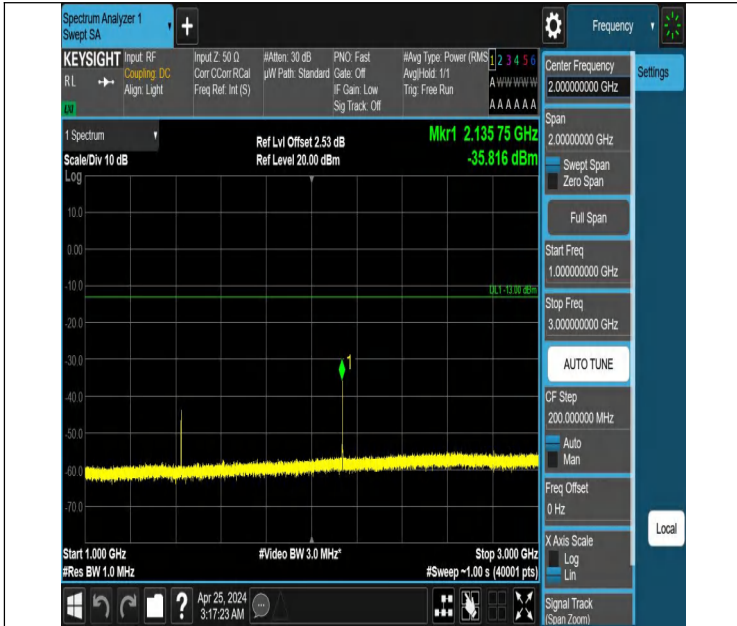 Spectrum Analyzer 1
Swept SA
+
Frequency
KEYSIGHT
RL
LXI
Input: RF
Coupling: DC
Align: Light
Input Z: 50 Ω
Corr CCorr RCal
Freq Ref: Int (S)
#Atten: 30 dB
µW Path: Standard
PNO: Fast
Gate: Off
IF Gain: Low
Sig Track: Off
#Avg Type: Power (RMS
Avg|Hold: 1/1
Trig: Free Run
1 2 3 4 5 6
A W W W W W
A A A A A A
Center Frequency
2.00000000 GHz
Settings
1 Spectrum
Scale/Div 10 dB
Log
Ref Lvl Offset 2.53 dB
Ref Level 20.00 dBm
Mkr1 2.135 75 GHz
-35.816 dBm
Span
2.00000000 GHz
Swept Span
Zero Span
Full Span
Start Freq
1.000000000 GHz
Stop Freq
3.000000000 GHz
AUTO TUNE
CF Step
200.000000 MHz
Auto
Man
Freq Offset
0 Hz
X Axis Scale
Log
Lin
Signal Track
(Span Zoom)
Local
10.0
0.00
-10.0
DL1 -13.00 dBm
-20.0
-30.0
1
-40.0
-50.0
-60.0
-70.0
Start 1.000 GHz
#Res BW 1.0 MHz
#Video BW 3.0 MHz*
Stop 3.000 GHz
#Sweep ~1.00 s (40001 pts)
?
Apr 25, 2024
3:17:23 AM